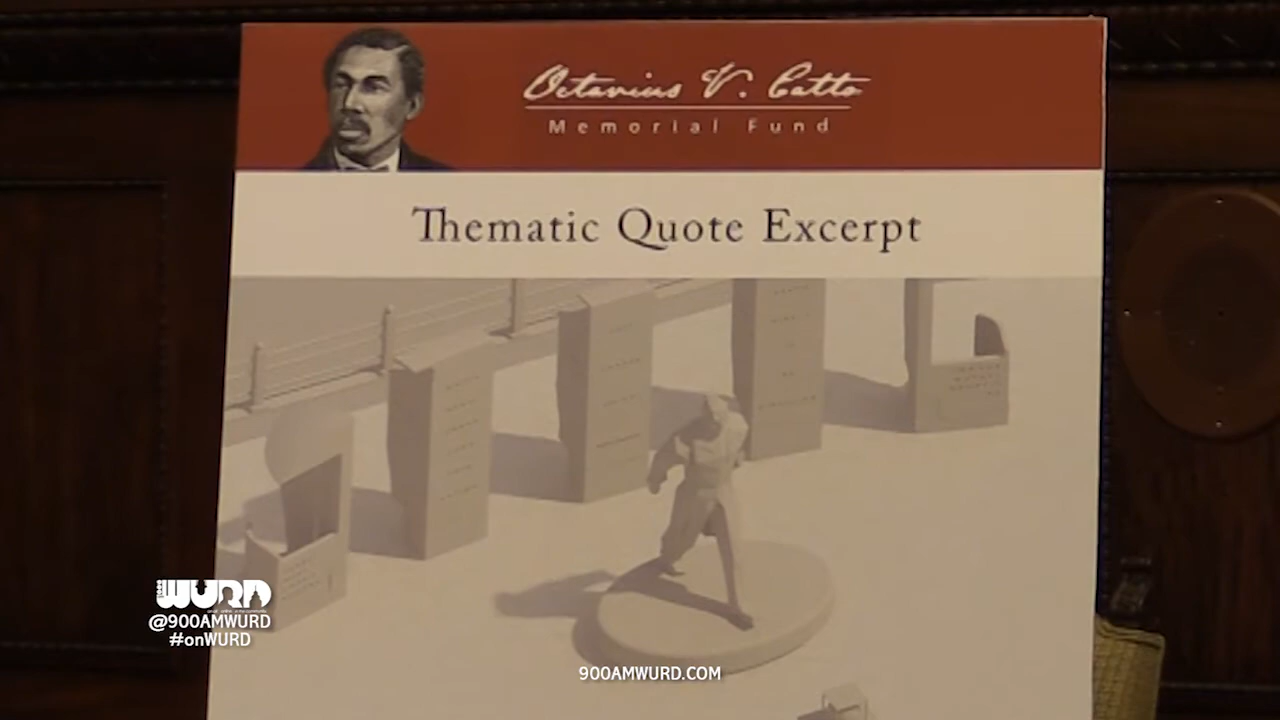 Octavius V. Catto
Memorial Fund
Thematic Quote Excerpt
WURD
@900AMWURD
#onWURD
900AMWURD.COM